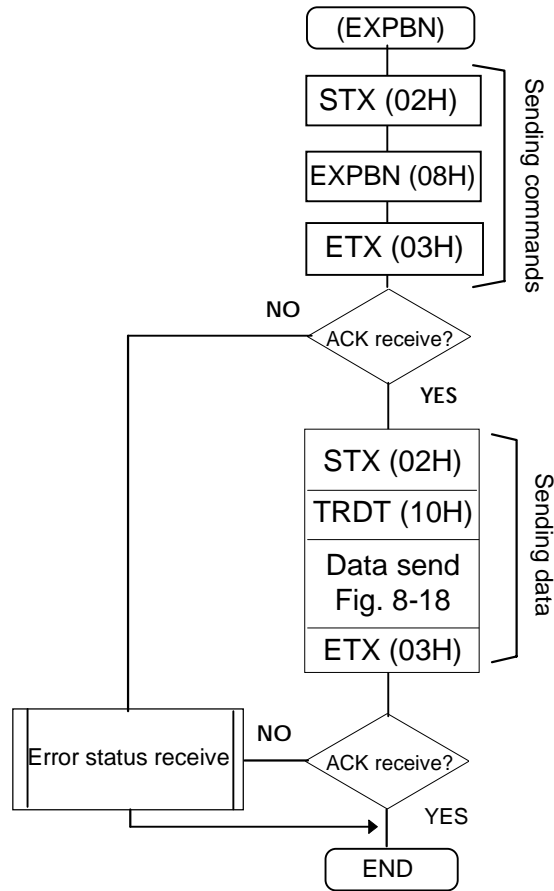 (EXPBN)
STX (02H)
EXPBN (08H)
ETX (03H)
Sending commands
NO
ACK receive?
YES
STX (02H)
TRDT (10H)
Data send
Fig. 8-18
ETX (03H)
Sending data
Error status receive
NO
ACK receive?
YES
END